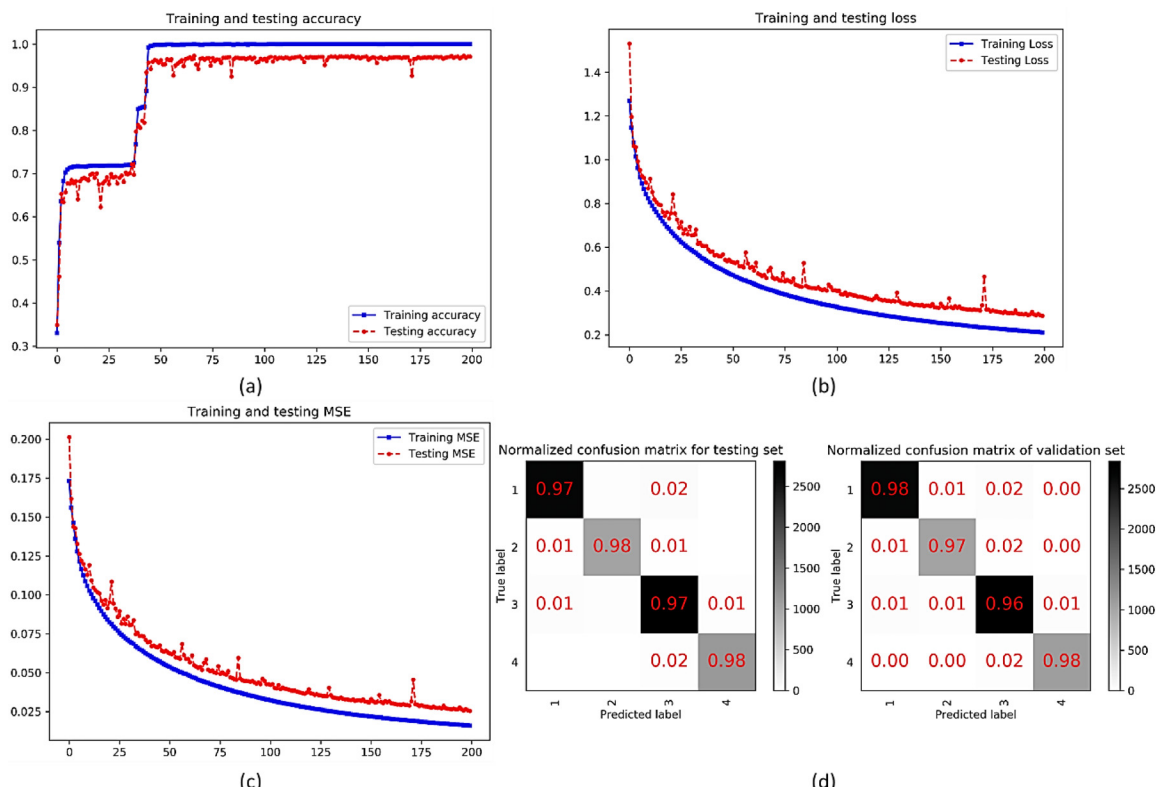 Training and testing accuracy
1.0
0.9
0.8
0.7
0.6
0.5
0.4
0.3
Training accuracy
Testing accuracy
0 25 50 75 100 125 150 175 200
(a)
Training and testing loss
1.4
1.2
1.0
0.8
0.6
0.4
0.2
Training Loss
Testing Loss
0 25 50 75 100 125 150 175 200
(b)
Training and testing MSE
0.200
0.175
0.150
0.125
0.100
0.075
0.050
0.025
Training MSE
Testing MSE
0 25 50 75 100 125 150 175 200
(c)
Normalized confusion matrix for testing set
True label
1 0.97 0.02
2 0.01 0.98 0.01
3 0.01 0.97 0.01
4 0.02 0.98
1 2 3 4
Predicted label
2500
2000
1500
1000
500
0
Normalized confusion matrix of validation set
True label
1 0.98 0.01 0.02 0.00
2 0.01 0.97 0.02 0.00
3 0.01 0.01 0.96 0.01
4 0.00 0.00 0.02 0.98
1 2 3 4
Predicted label
2500
2000
1500
1000
500
0
(d)